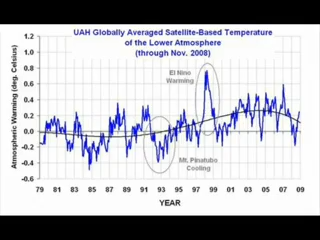 UAH Globally Averaged Satellite-Based Temperature
of the Lower Atmosphere
(through Nov. 2008)
Atmospheric Warming (deg. Celsius)
1.2
1.0
0.8
0.6
0.4
0.2
0.0
-0.2
-0.4
-0.6
El Nino
Warming
Mt. Pinatubo
Cooling
79 81 83 85 87 89 91 93 95 97 99 01 03 05 07 09
YEAR